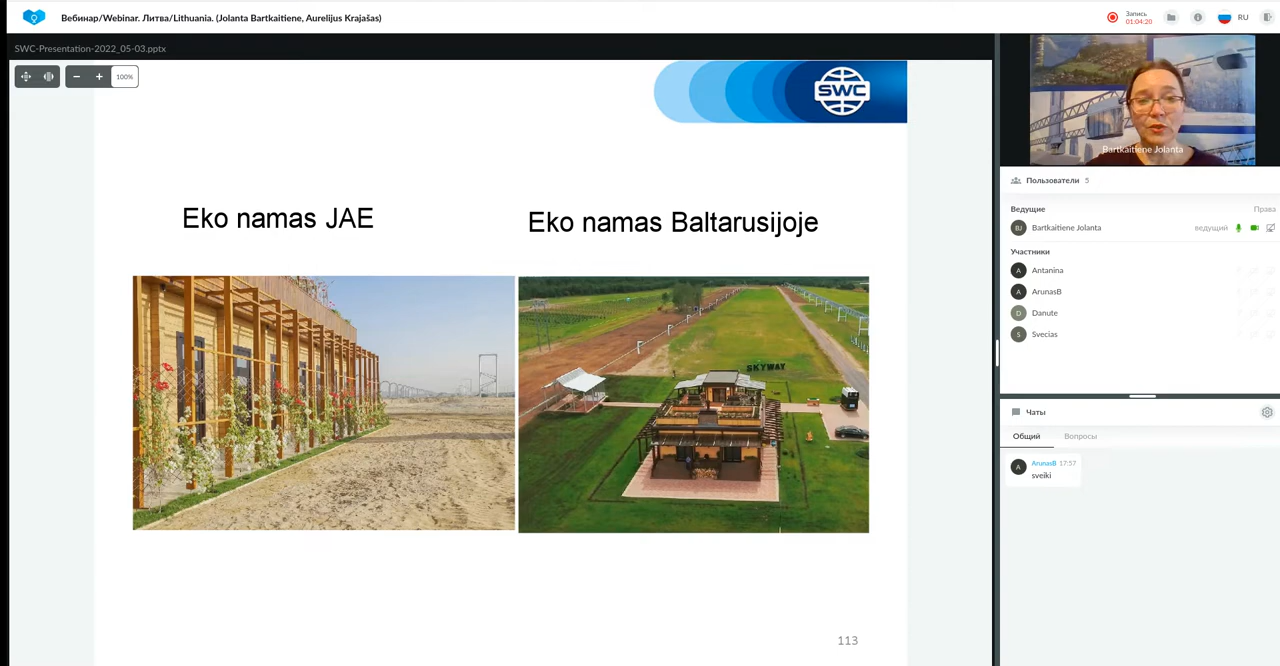 Вебинар/Webinar. Литва/Lithuania. (Jolanta Bartkaitiene, Aurelijus Krajašas)
Запись
01:04:20
RU
SWC-Presentation-2022_05-03.pptx
100%
SWC
Eko namas JAE
Eko namas Baltarusijoje
SKYWAY
113
Bartkaitiene Jolanta
Пользователи 5
Ведущие
Права
BJ
Bartkaitiene Jolanta
ведущий
Участники
A
Antanina
A
ArunasB
D
Danute
S
Svecias
Чаты
Общий
Вопросы
A
ArunasB 17:57
sveiki